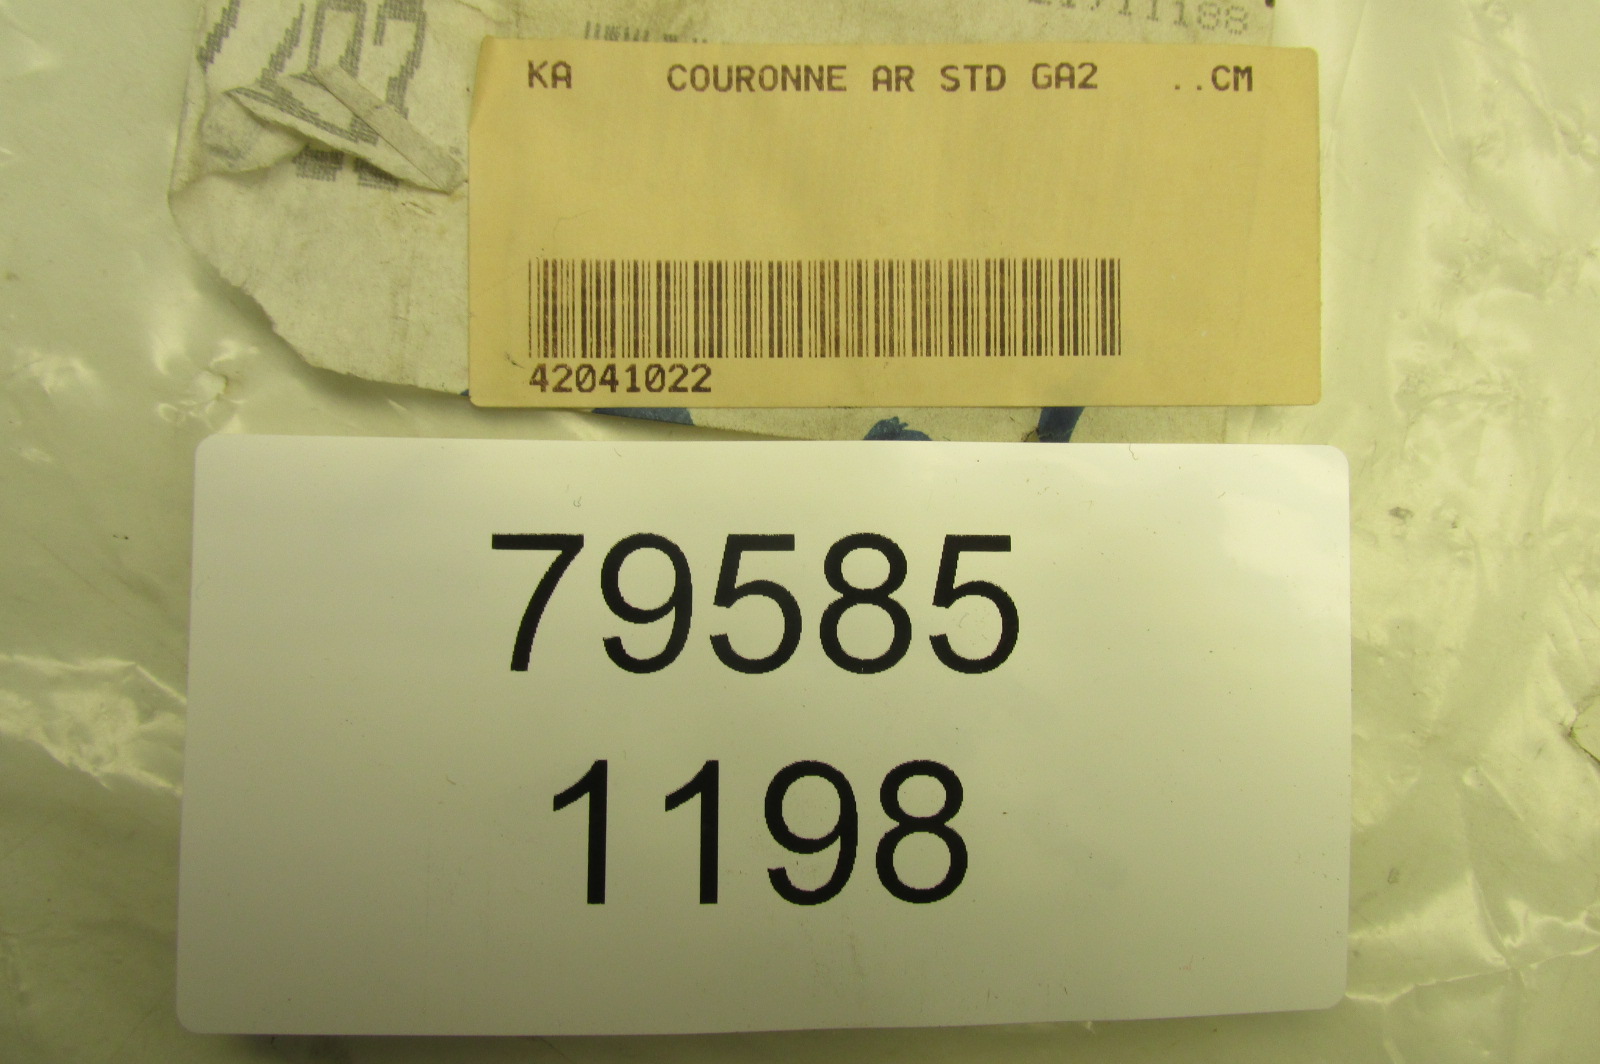 KA COURONNE AR STD GA2 ..CM
42041022
79585
1198